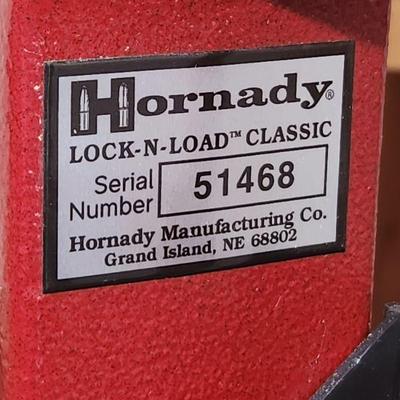 Hornady®
LOCK-N-LOAD™ CLASSIC
Serial
Number
51468
Hornady Manufacturing Co.
Grand Island, NE 68802